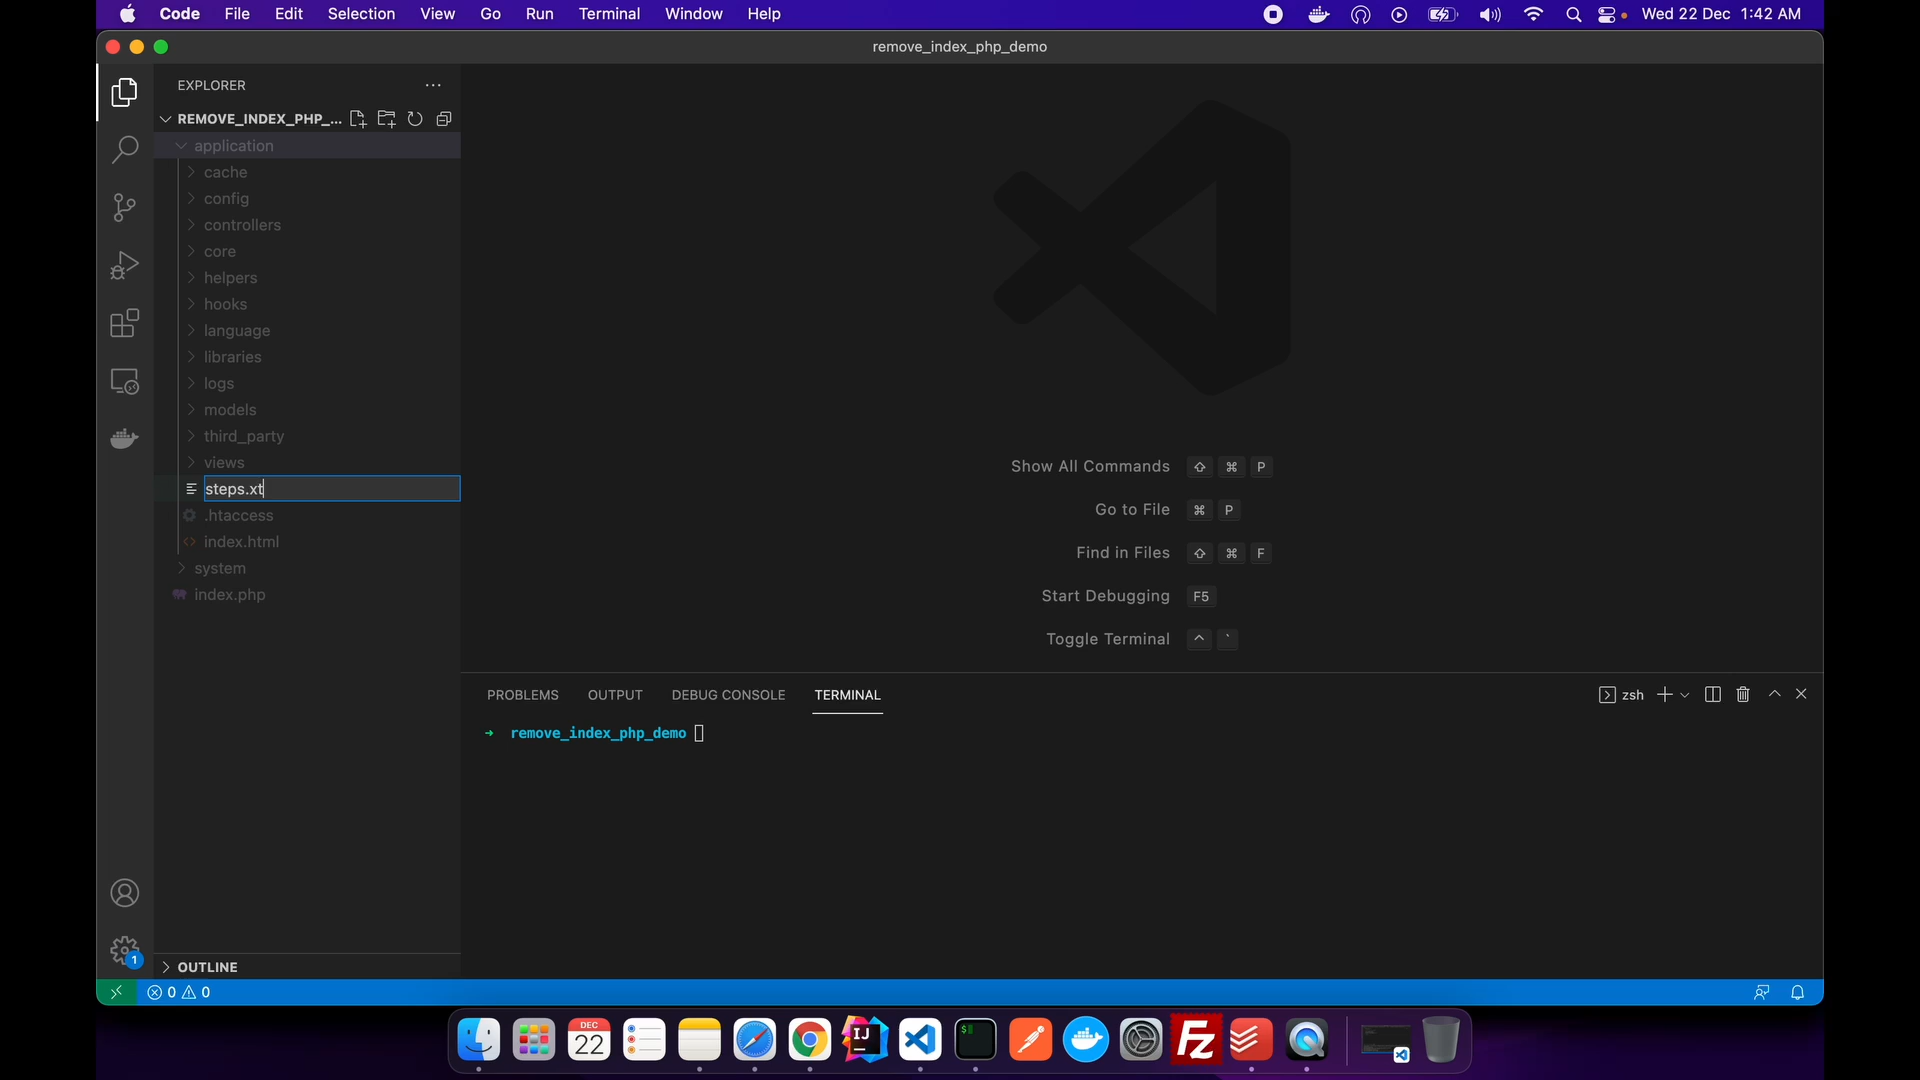 Code File Edit Selection View Go Run Terminal Window Help Wed 22 Dec 1:42 AM
remove_index_php_demo
EXPLORER
REMOVE_INDEX_PHP_...
application
cache
config
controllers
core
helpers
hooks
language
libraries
logs
models
third_party
views
steps.xt
.htaccess
index.html
system
index.php
OUTLINE
Show All Commands ⇧ ⌘ P
Go to File ⌘ P
Find in Files ⇧ ⌘ F
Start Debugging F5
Toggle Terminal ^ `
PROBLEMS OUTPUT DEBUG CONSOLE TERMINAL zsh
→ remove_index_php_demo
1
0 0
DEC
22
IJ
$
FZ